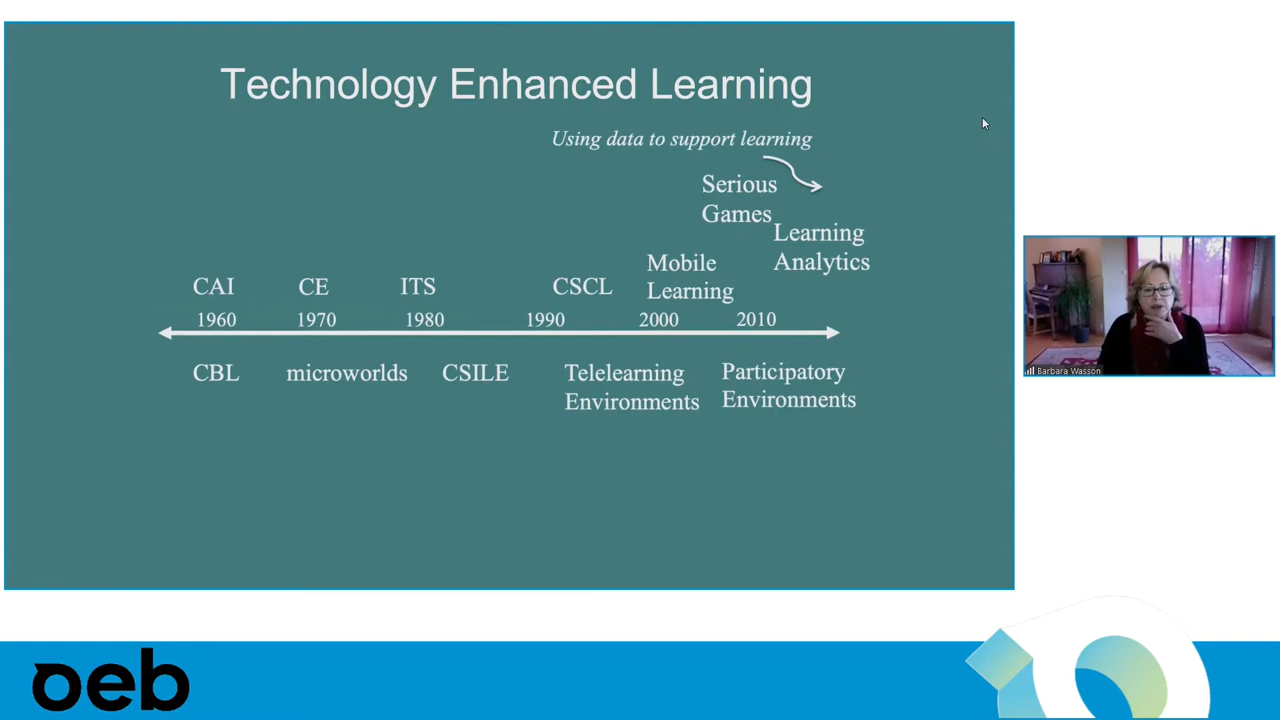 Technology Enhanced Learning
Using data to support learning
Serious
Games
Learning
Analytics
Mobile
Learning
CAI CE ITS CSCL
1960 1970 1980 1990 2000 2010
CBL microworlds CSILE Telelearning
Environments
Participatory
Environments
Barbara Wasson
oeb